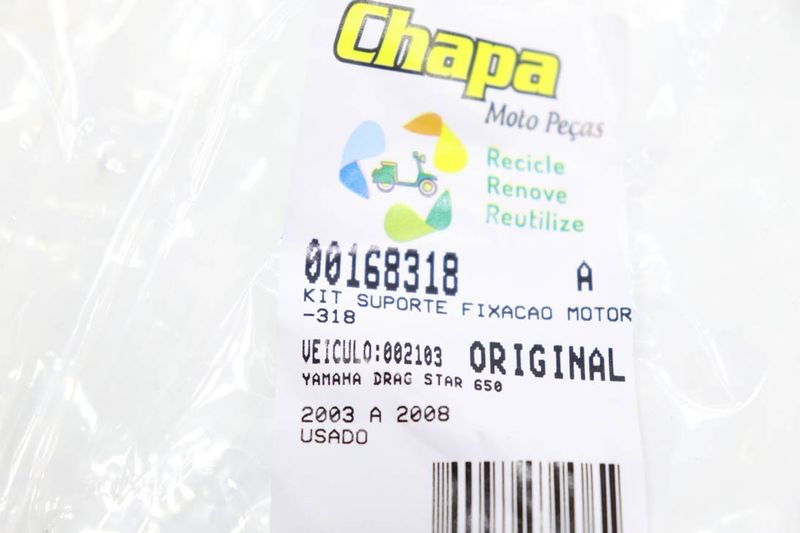 Chapa
Moto Peças
Recicle
Renove
Reutilize
00168318 A
KIT SUPORTE FIXACAO MOTOR
-318
VEICULO:002103 ORIGINAL
YAMAHA DRAG STAR 650
2003 A 2008
USADO